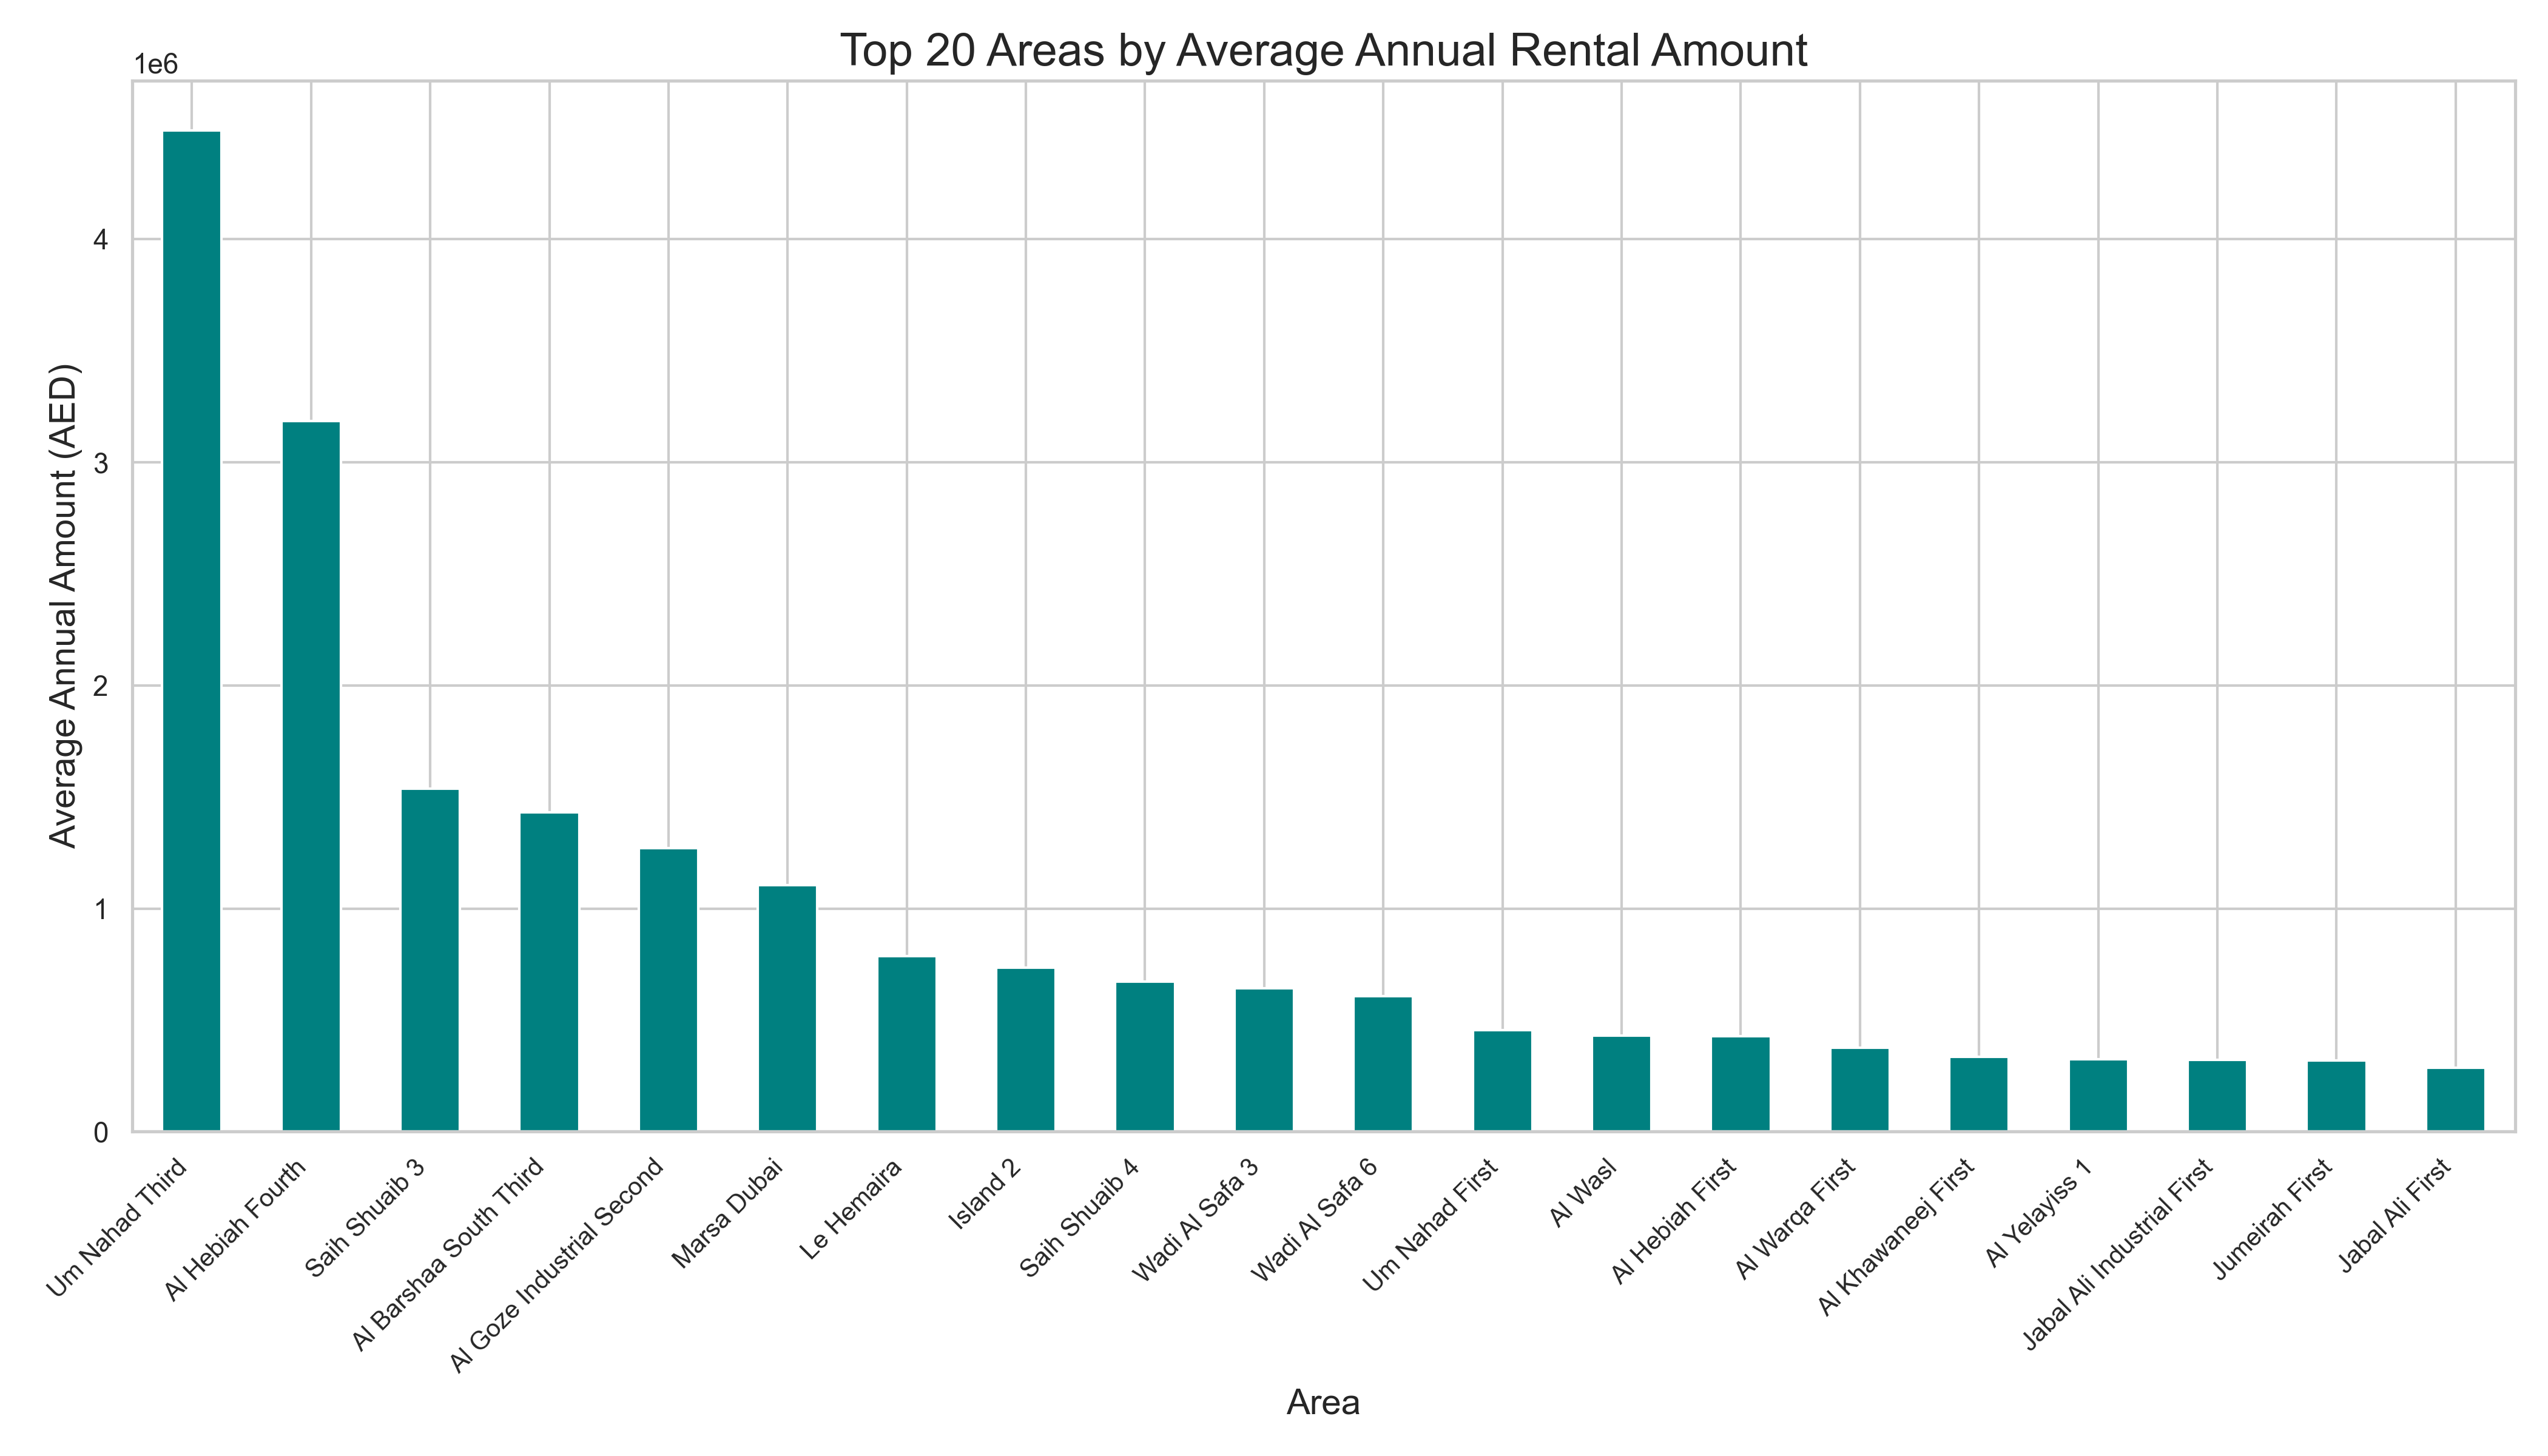 Top 20 Areas by Average Annual Rental Amount
1e6
4
3
2
1
0
Average Annual Amount (AED)
Um Nahad Third
Al Hebiah Fourth
Saih Shuaib 3
Al Barshaa South Third
Al Goze Industrial Second
Marsa Dubai
Le Hemaira
Island 2
Saih Shuaib 4
Wadi Al Safa 3
Wadi Al Safa 6
Um Nahad First
Al Wasl
Al Hebiah First
Al Warqa First
Al Khawaneej First
Al Yelayiss 1
Jabal Ali Industrial First
Jumeirah First
Jabal Ali First
Area